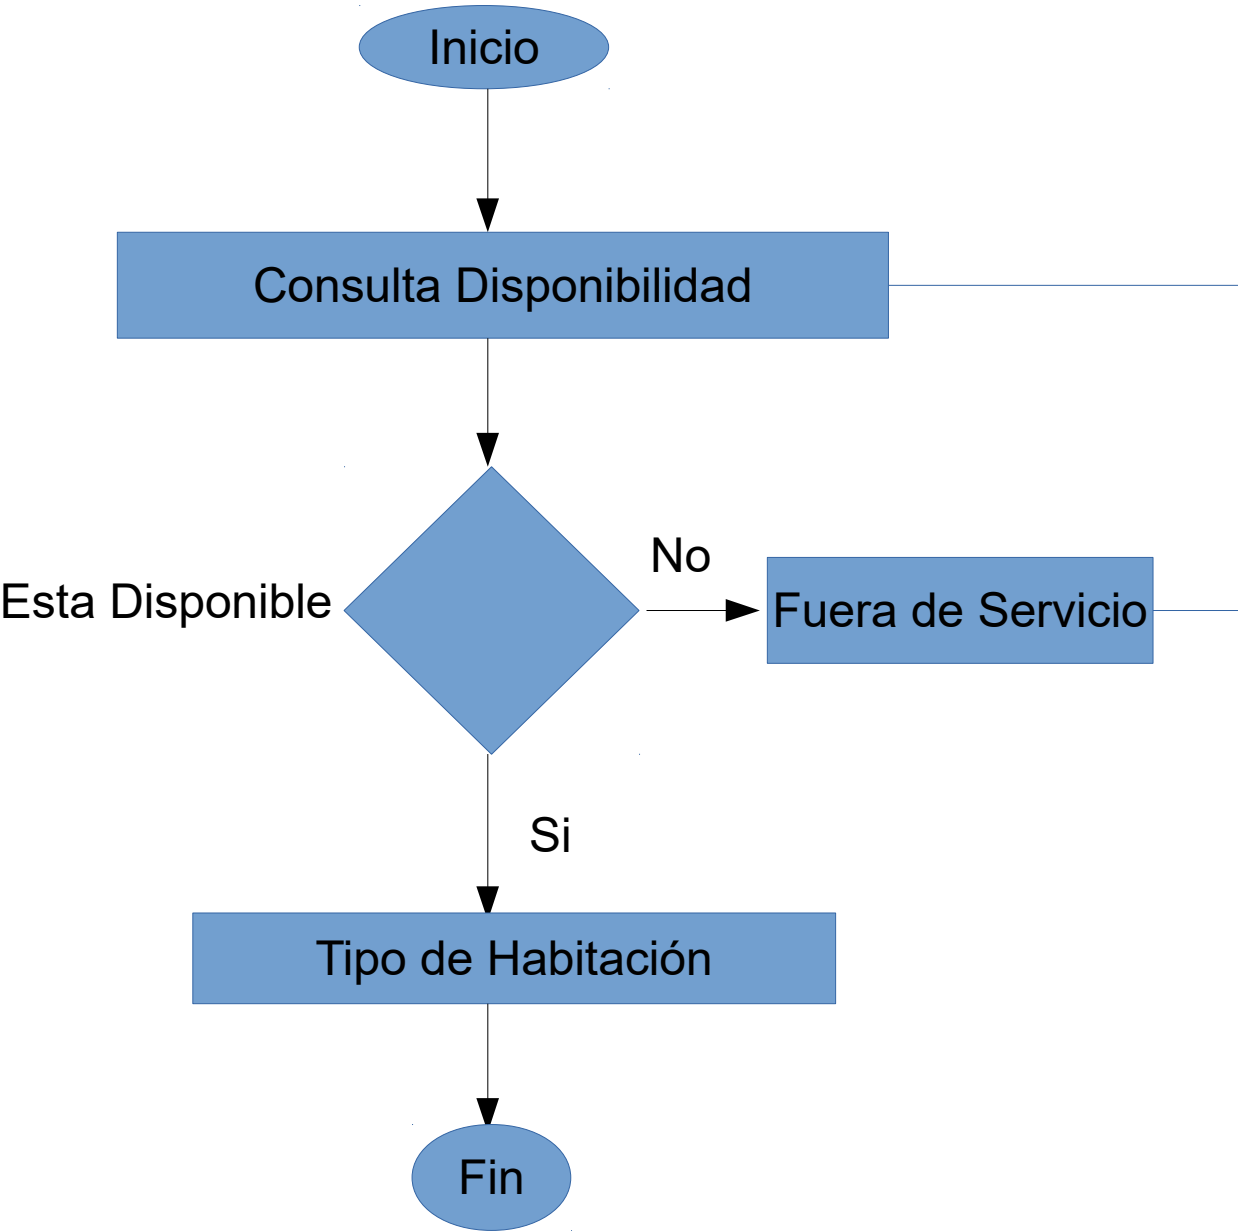 Inicio
Consulta Disponibilidad
No
Esta Disponible
Fuera de Servicio
Si
Tipo de Habitación
Fin